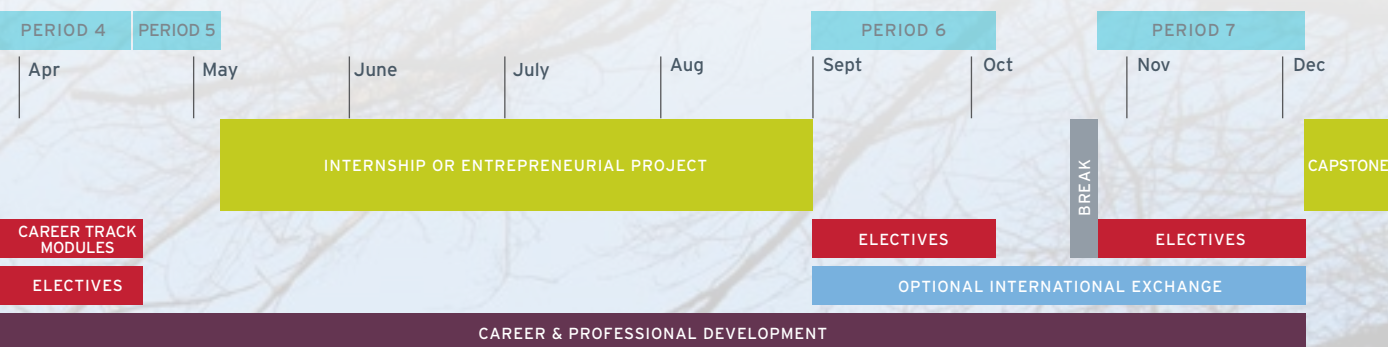 PERIOD 4
PERIOD 5
PERIOD 6
PERIOD 7
Apr
May
June
July
Aug
Sept
Oct
Nov
Dec
INTERNSHIP OR ENTREPRENEURIAL PROJECT
BREAK
CAPSTONE
CAREER TRACK
MODULES
ELECTIVES
ELECTIVES
ELECTIVES
OPTIONAL INTERNATIONAL EXCHANGE
CAREER & PROFESSIONAL DEVELOPMENT